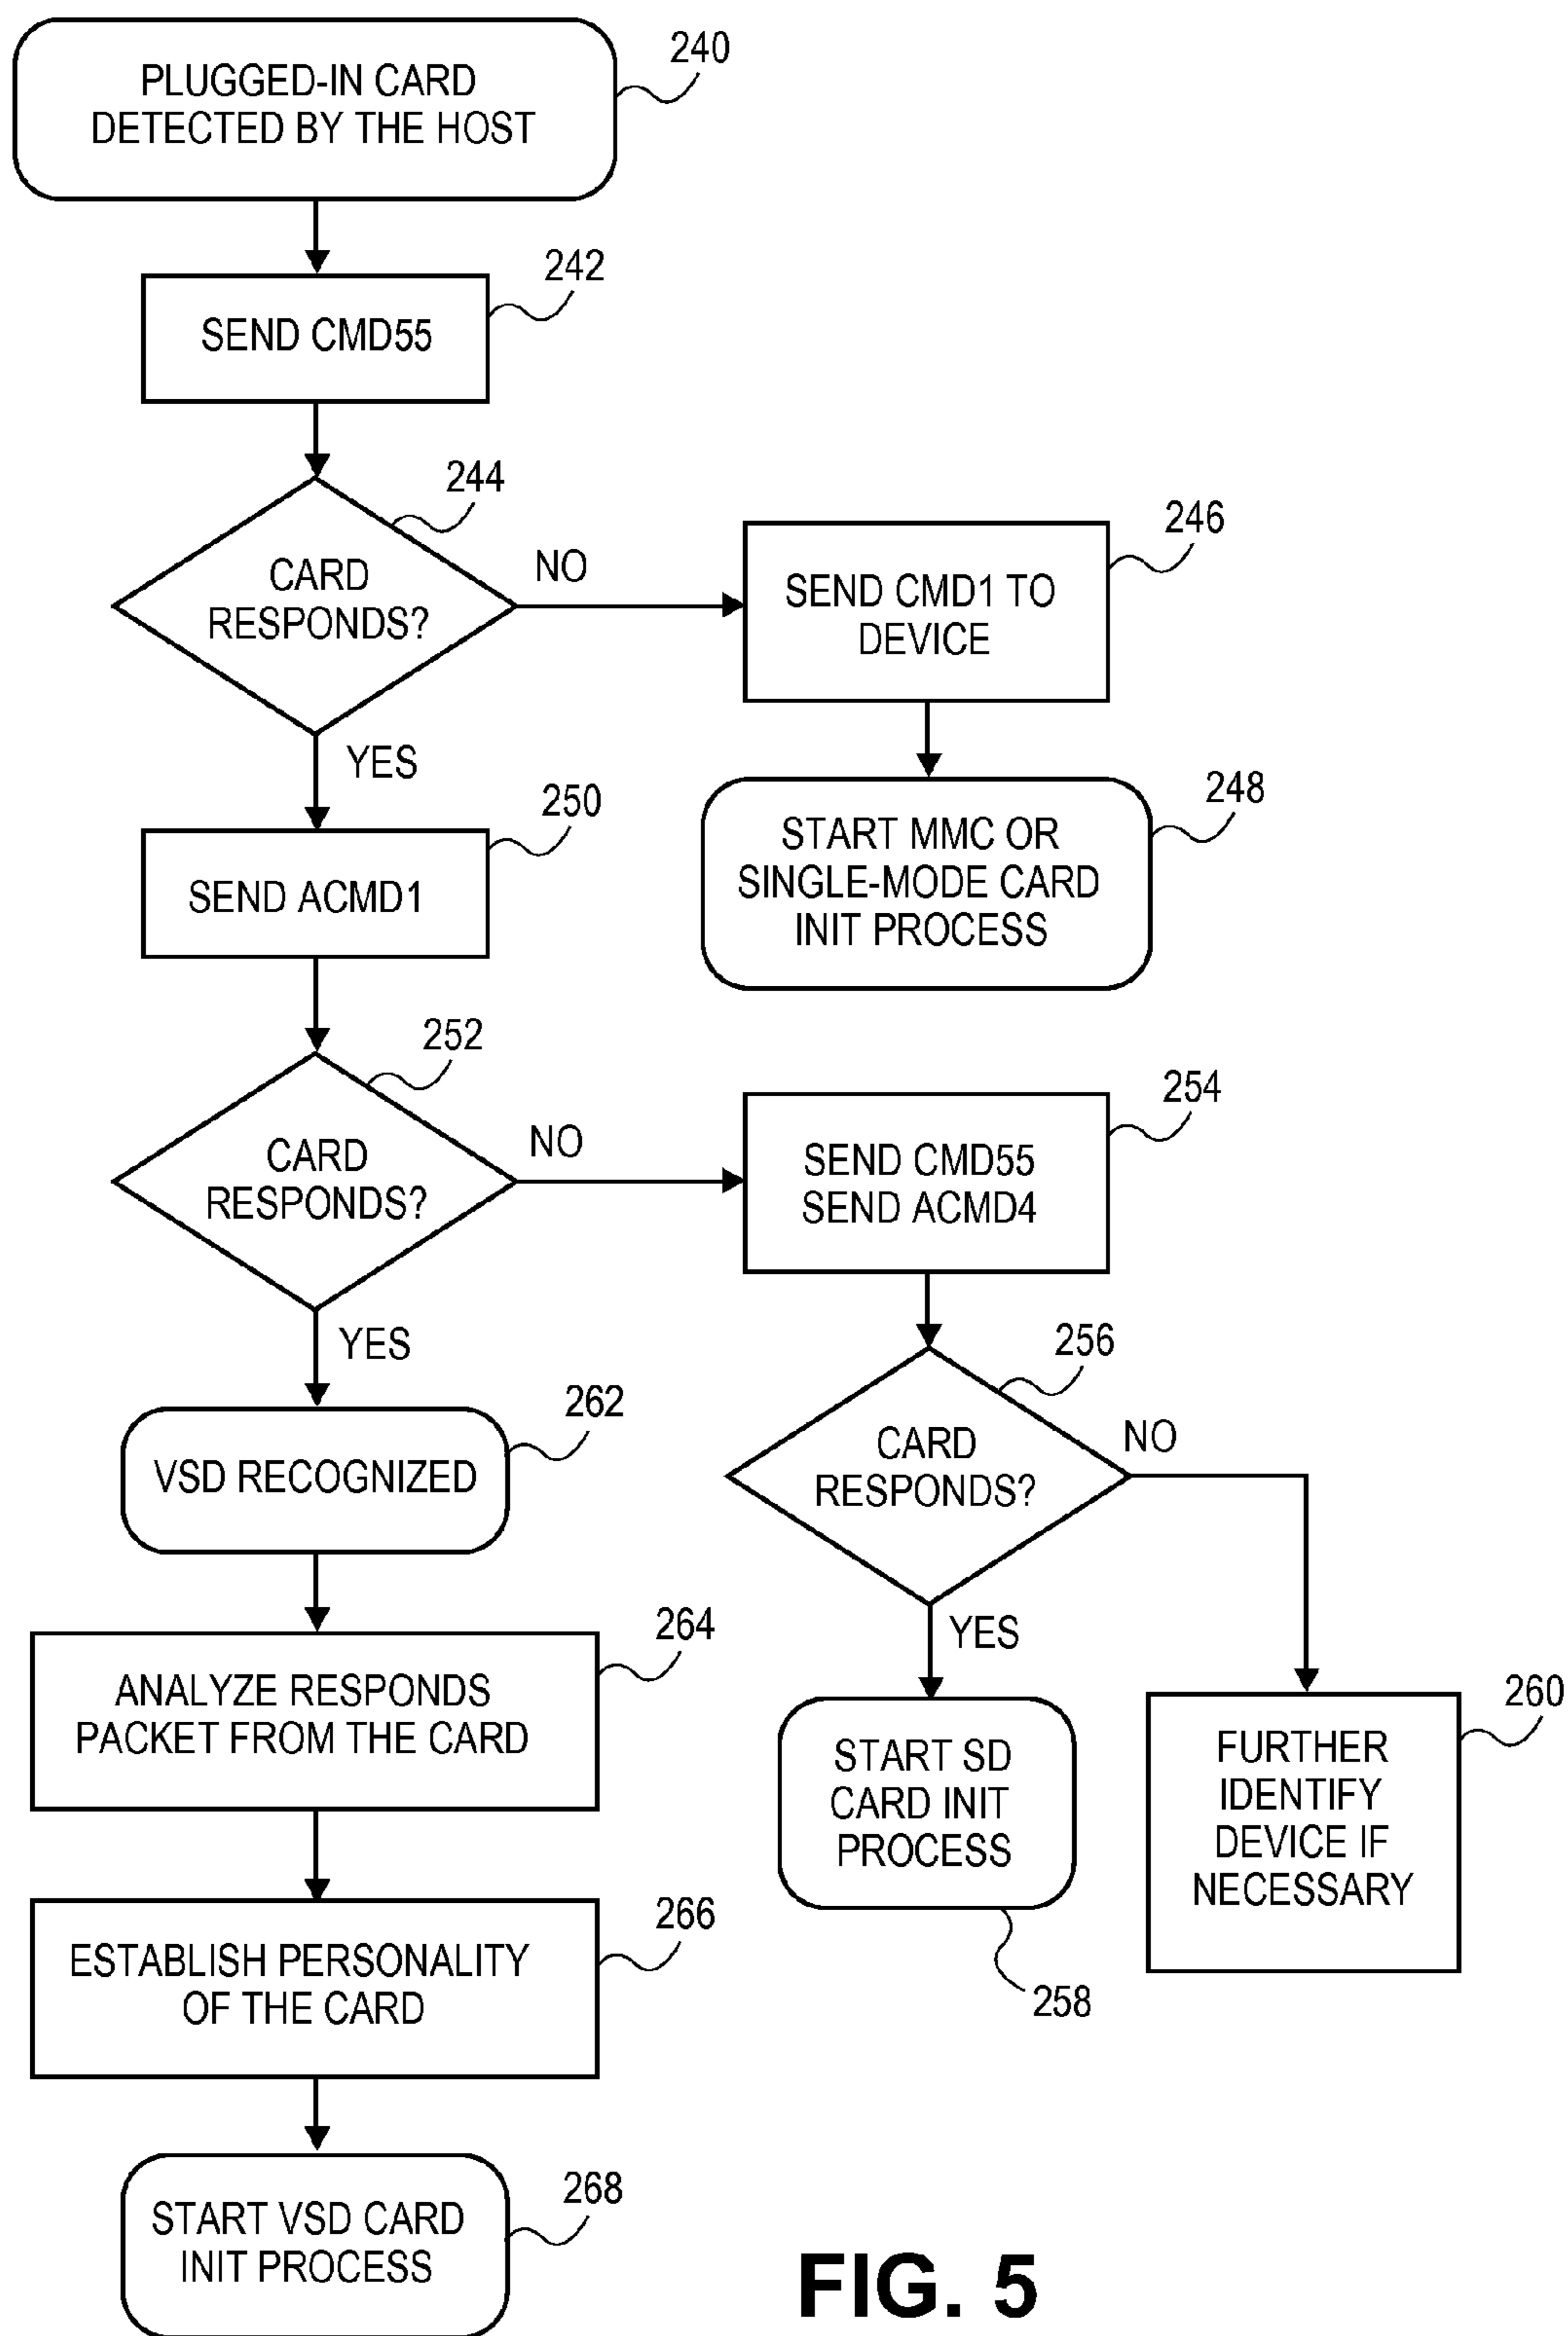 PLUGGED-IN CARD
DETECTED BY THE HOST
240
SEND CMD55
242
CARD
RESPONDS?
244
NO
SEND CMD1 TO
DEVICE
246
START MMC OR
SINGLE-MODE CARD
INIT PROCESS
248
YES
SEND ACMD1
250
CARD
RESPONDS?
252
NO
SEND CMD55
SEND ACMD4
254
CARD
RESPONDS?
256
NO
YES
START SD
CARD INIT
PROCESS
258
FURTHER
IDENTIFY
DEVICE IF
NECESSARY
260
YES
VSD RECOGNIZED
262
ANALYZE RESPONDS
PACKET FROM THE CARD
264
ESTABLISH PERSONALITY
OF THE CARD
266
START VSD CARD
INIT PROCESS
268
FIG. 5